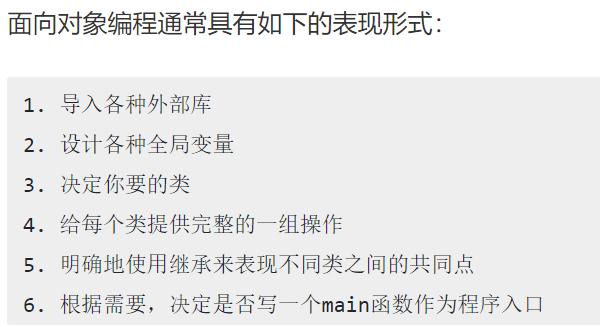 面向对象编程通常具有如下的表现形式：
1. 导入各种外部库
2. 设计各种全局变量
3. 决定你要的类
4. 给每个类提供完整的一组操作
5. 明确地使用继承来表现不同类之间的共同点
6. 根据需要，决定是否写一个main函数作为程序入口